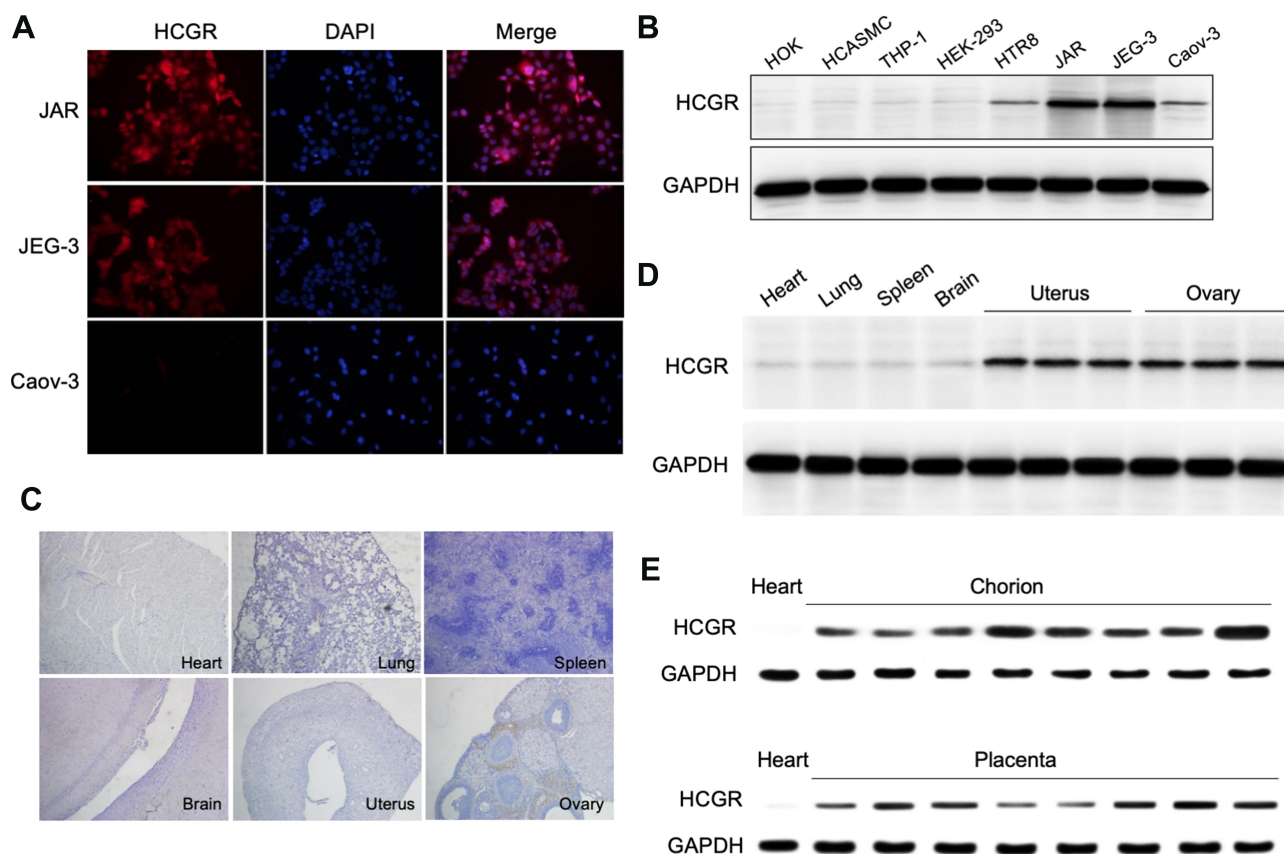 A
HCGR DAPI Merge
JAR
JEG-3
Caov-3
B
HOK HCASMC THP-1 HEK-293 HTR8 JAR JEG-3 Caov-3
HCGR
GAPDH
C
Heart Lung Spleen
Brain Uterus Ovary
D
Heart Lung Spleen Brain Uterus Ovary
HCGR
GAPDH
E
Heart Chorion
HCGR
GAPDH
Heart Placenta
HCGR
GAPDH